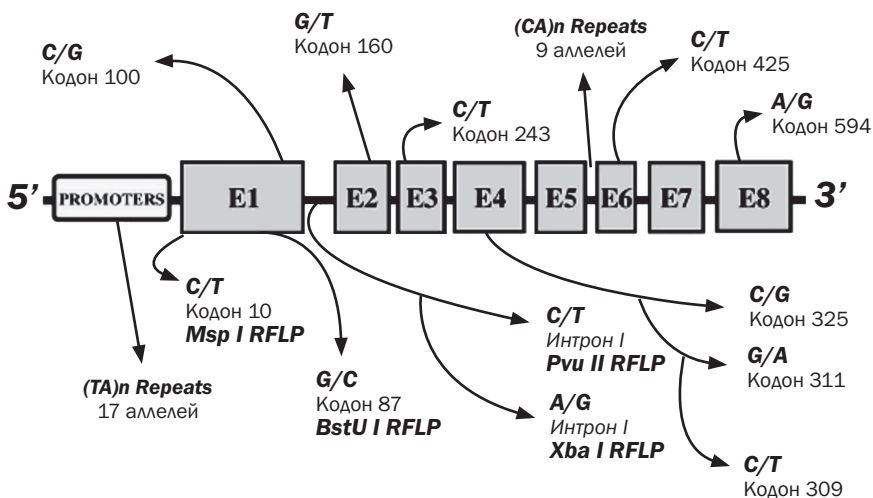 G/T
Кодон 160
(CA)n Repeats
9 аллелей
C/T
Кодон 425
C/G
Кодон 100
C/T
Кодон 243
A/G
Кодон 594
5’
PROMOTERS
E1
E2
E3
E4
E5
E6
E7
E8
3’
C/T
Кодон 10
Msp I RFLP
(TA)n Repeats
17 аллелей
G/C
Кодон 87
BstU I RFLP
C/T
Интрон I
Pvu II RFLP
A/G
Интрон I
Xba I RFLP
C/G
Кодон 325
G/A
Кодон 311
C/T
Кодон 309